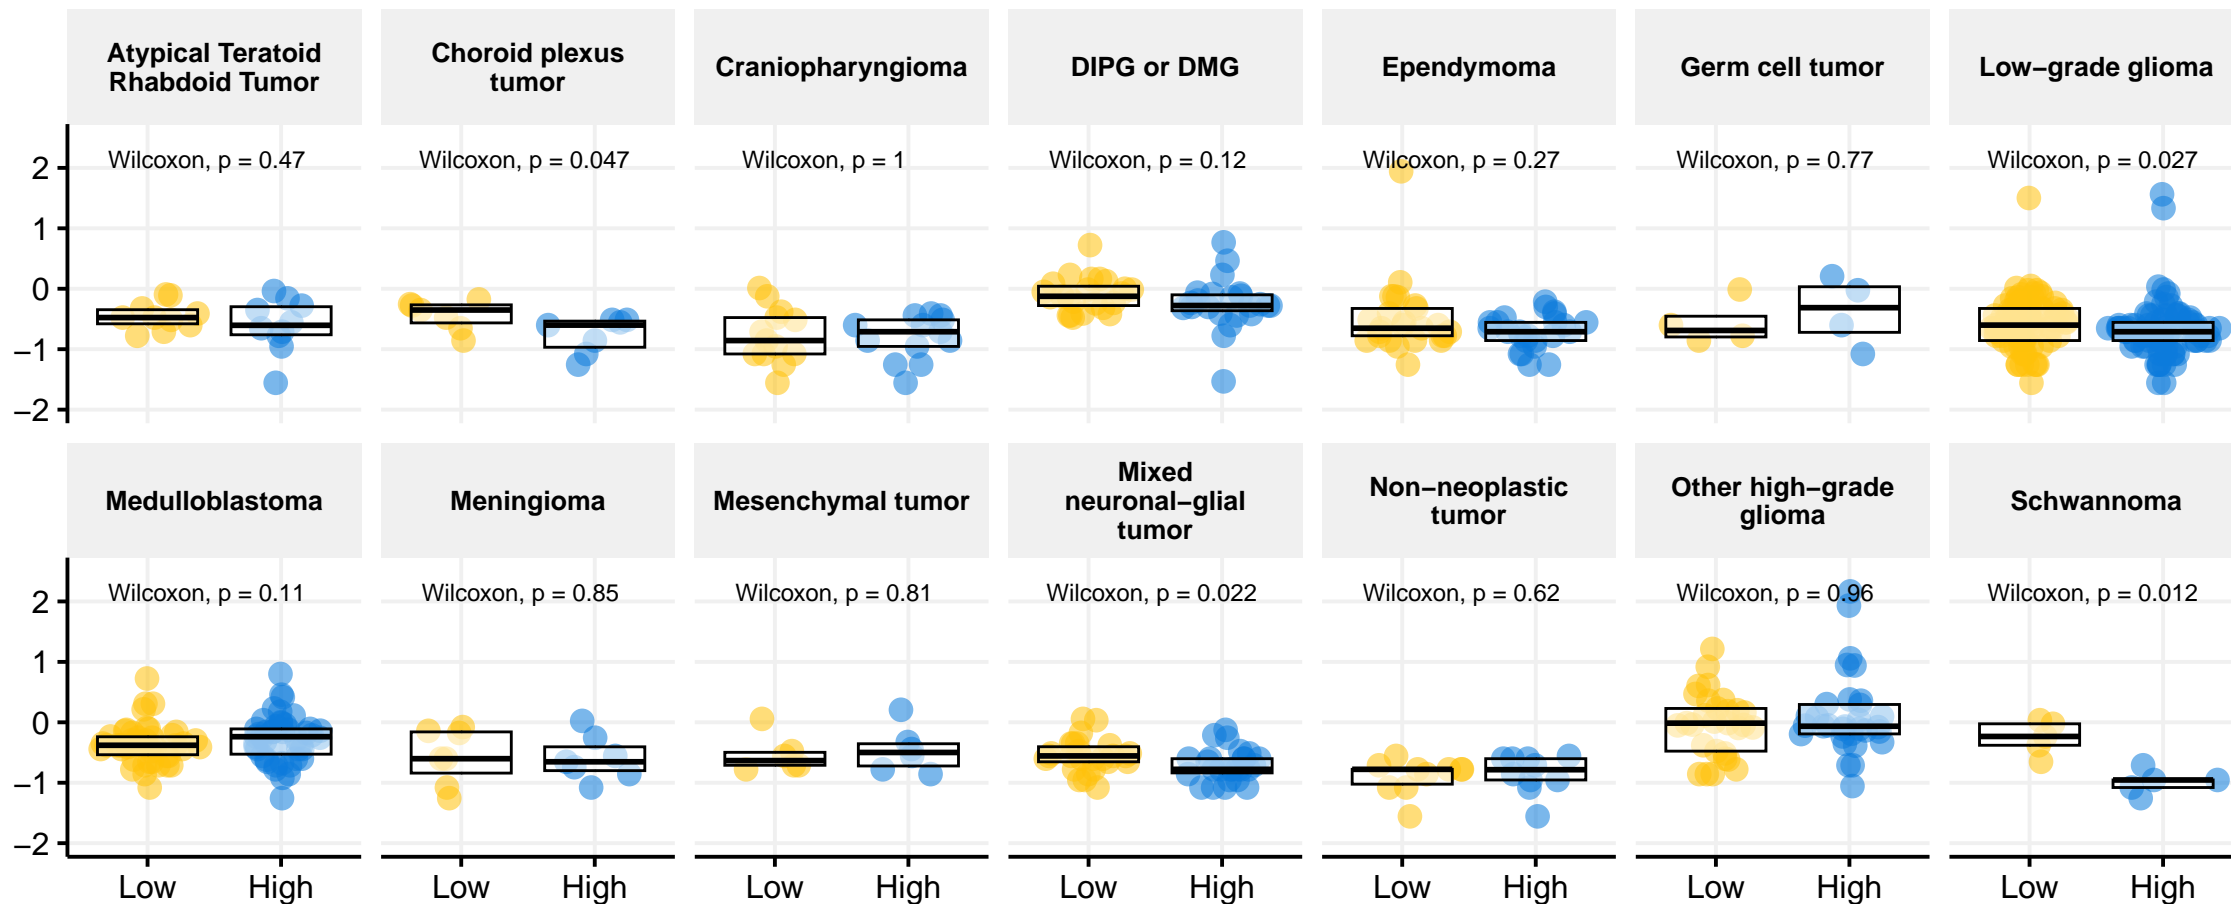 Atypical Teratoid
Rhabdoid Tumor
Choroid plexus
tumor
Craniopharyngioma
DIPG or DMG
Ependymoma
Germ cell tumor
Low−grade glioma
Wilcoxon, p = 0.47
Wilcoxon, p = 0.047
Wilcoxon, p = 1
Wilcoxon, p = 0.12
Wilcoxon, p = 0.27
Wilcoxon, p = 0.77
Wilcoxon, p = 0.027
2
1
0
−1
−2
Medulloblastoma
Meningioma
Mesenchymal tumor
Mixed
neuronal−glial
tumor
Non−neoplastic
tumor
Other high−grade
glioma
Schwannoma
Wilcoxon, p = 0.11
Wilcoxon, p = 0.85
Wilcoxon, p = 0.81
Wilcoxon, p = 0.022
Wilcoxon, p = 0.62
Wilcoxon, p = 0.96
Wilcoxon, p = 0.012
2
1
0
−1
−2
Low High Low High Low High Low High Low High Low High Low High